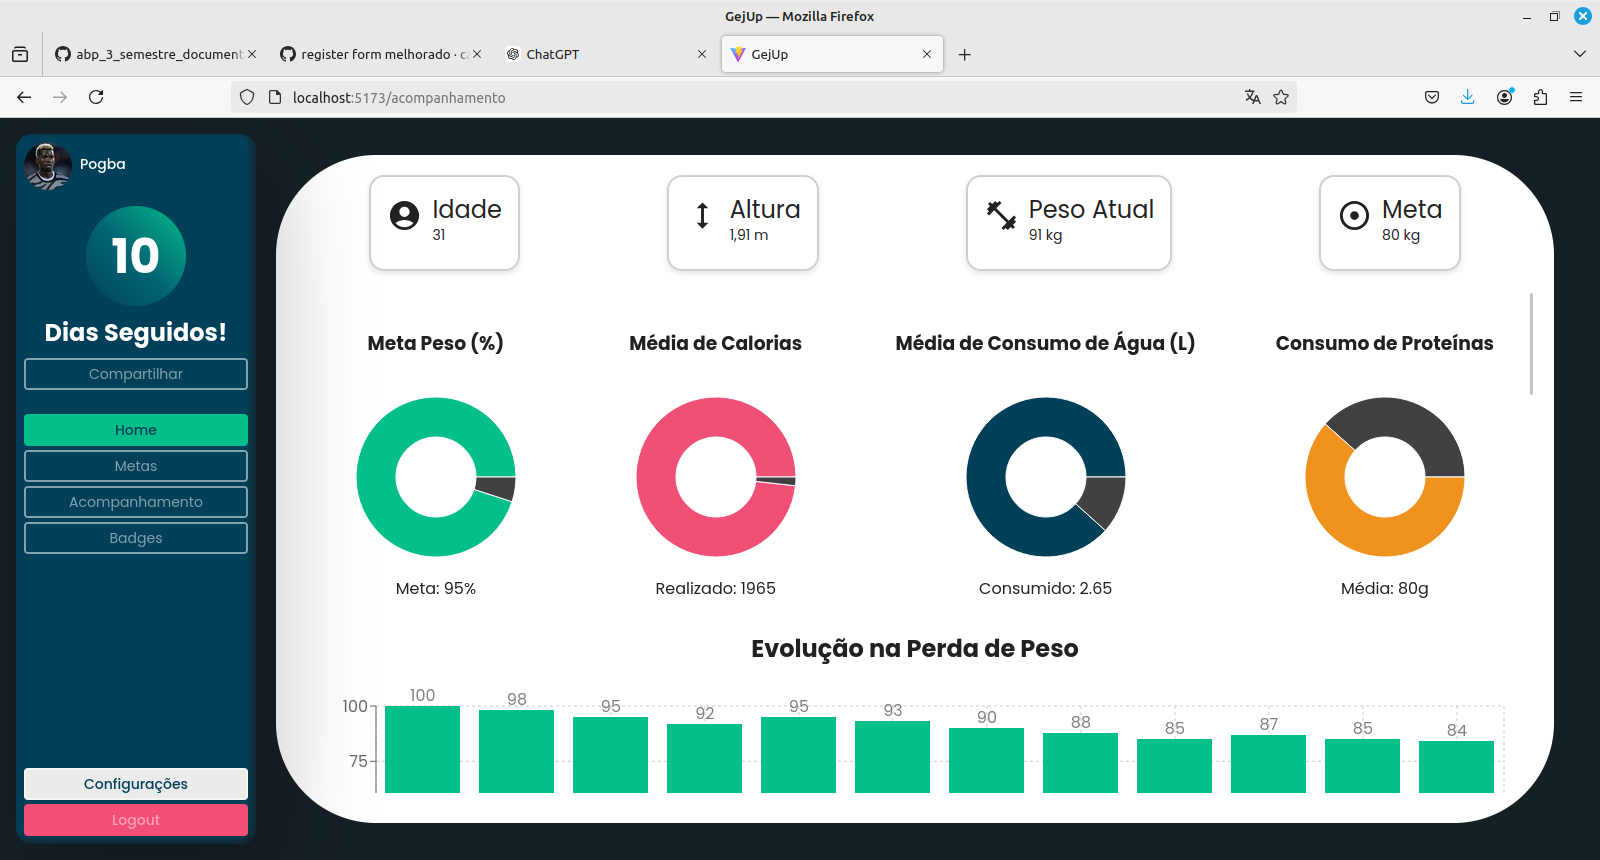 GejUp — Mozilla Firefox
abp_3_semestre_document
register form melhorado · c
ChatGPT
GejUp
localhost:5173/acompanhamento
Pogba
10
Dias Seguidos!
Compartilhar
Home
Metas
Acompanhamento
Badges
Configurações
Logout
Idade
31
Altura
1,91 m
Peso Atual
91 kg
Meta
80 kg
Meta Peso (%)
Média de Calorias
Média de Consumo de Água (L)
Consumo de Proteínas
Meta: 95%
Realizado: 1965
Consumido: 2.65
Média: 80g
Evolução na Perda de Peso
100
75
100
98
95
92
95
93
90
88
85
87
85
84